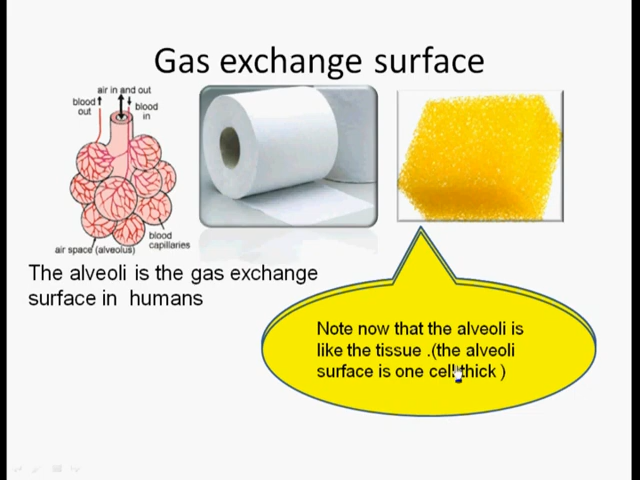 Gas exchange surface
air in and out
blood out
blood in
blood capillaries
air space (alveolus)
The alveoli is the gas exchange
surface in humans
Note now that the alveoli is
like the tissue .(the alveoli
surface is one cell thick )